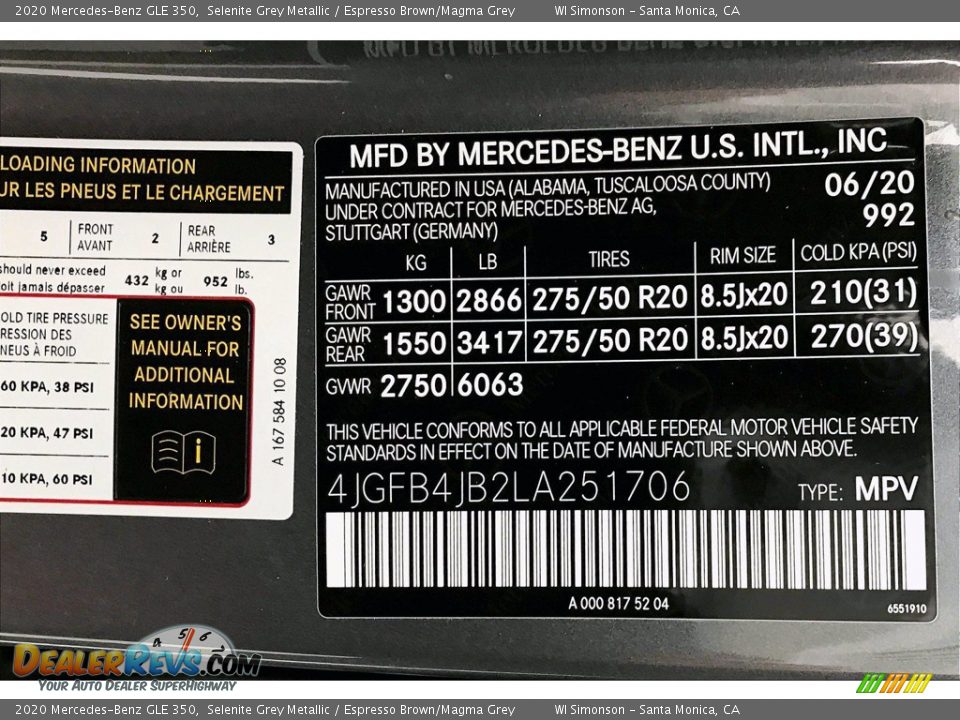 2020 Mercedes-Benz GLE 350, Selenite Grey Metallic / Espresso Brown/Magma Grey WI Simonson - Santa Monica, CA
LOADING INFORMATION
UR LES PNEUS ET LE CHARGEMENT
5 FRONT AVANT 2 REAR ARRIÈRE 3
should never exceed
oit jamais dépasser
432 kg or kg ou 952 lbs. lb.
OLD TIRE PRESSURE
RESSION DES
NEUS À FROID
60 KPA, 38 PSI
20 KPA, 47 PSI
10 KPA, 60 PSI
SEE OWNER'S
MANUAL FOR
ADDITIONAL
INFORMATION
i
A 167 584 10 08
MFD BY MERCEDES-BENZ U.S. INTL., INC
MANUFACTURED IN USA (ALABAMA, TUSCALOOSA COUNTY) 06/20
UNDER CONTRACT FOR MERCEDES-BENZ AG, 992
STUTTGART (GERMANY)
KG LB TIRES RIM SIZE COLD KPA (PSI)
GAWR FRONT 1300 2866 275/50 R20 8.5Jx20 210(31)
GAWR REAR 1550 3417 275/50 R20 8.5Jx20 270(39)
GVWR 2750 6063
THIS VEHICLE CONFORMS TO ALL APPLICABLE FEDERAL MOTOR VEHICLE SAFETY
STANDARDS IN EFFECT ON THE DATE OF MANUFACTURE SHOWN ABOVE.
4JGFB4JB2LA251706 TYPE: MPV
A 000 817 52 04
6551910
4 5 6
DEALERREVS.COM
YOUR AUTO DEALER SUPERHIGHWAY
2020 Mercedes-Benz GLE 350, Selenite Grey Metallic / Espresso Brown/Magma Grey WI Simonson - Santa Monica, CA